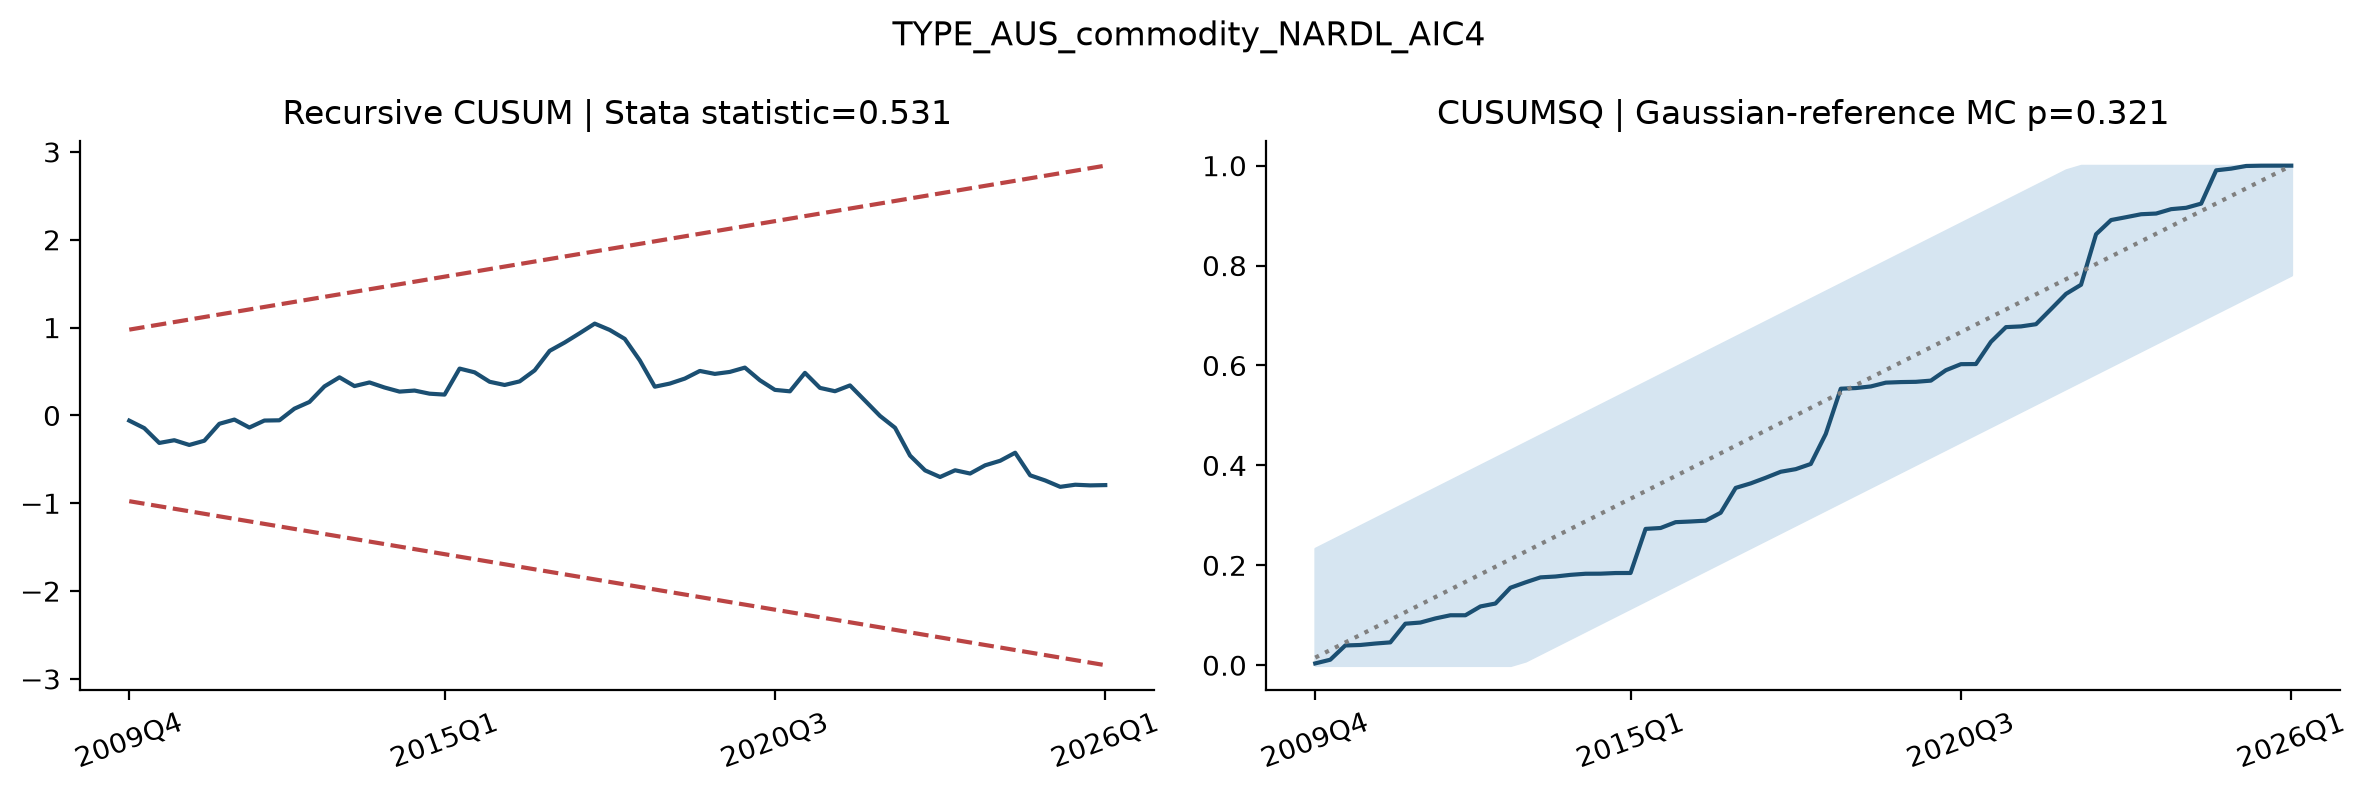 TYPE_AUS_commodity_NARDL_AIC4
Recursive CUSUM | Stata statistic=0.531
3
2
1
0
−1
−2
−3
2009Q4
2015Q1
2020Q3
2026Q1
CUSUMSQ | Gaussian-reference MC p=0.321
1.0
0.8
0.6
0.4
0.2
0.0
2009Q4
2015Q1
2020Q3
2026Q1